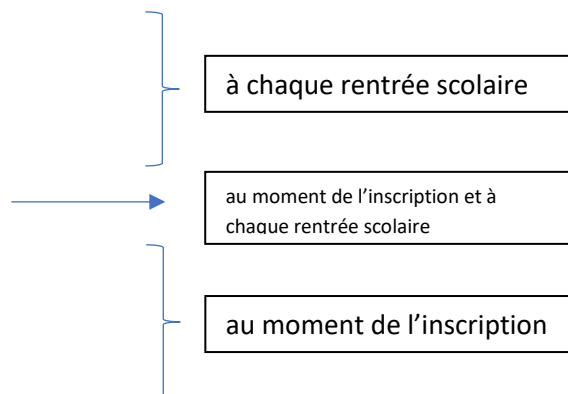 à chaque rentrée scolaire
au moment de l’inscription et à
chaque rentrée scolaire
au moment de l’inscription